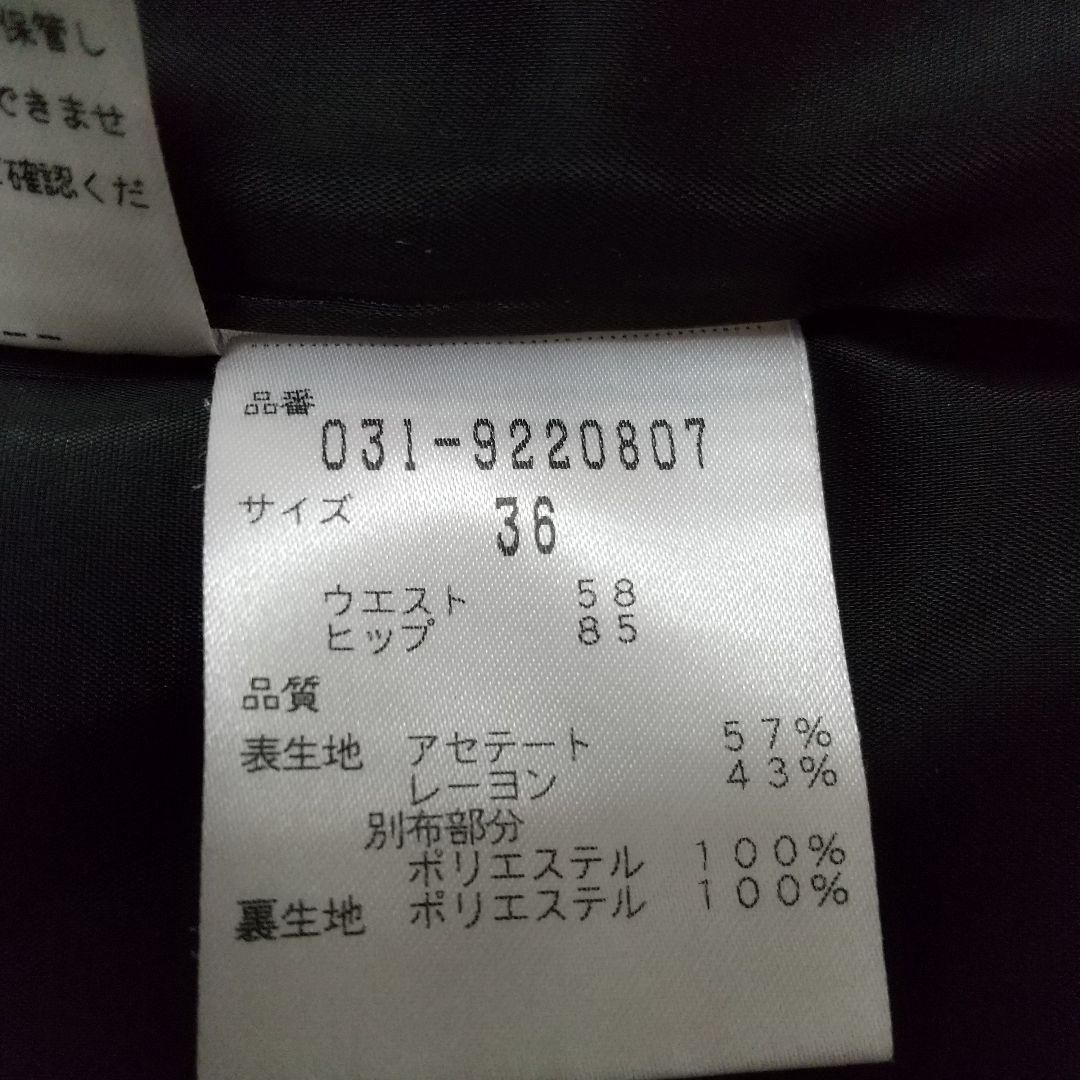 保管し
できませ
確認くだ
品番
031-9220807
サイズ 36
ウエスト 58
ヒップ 85
品質
表生地 アセテート 57%
レーヨン 43%
別布部分
ポリエステル 100%
裏生地 ポリエステル 100%